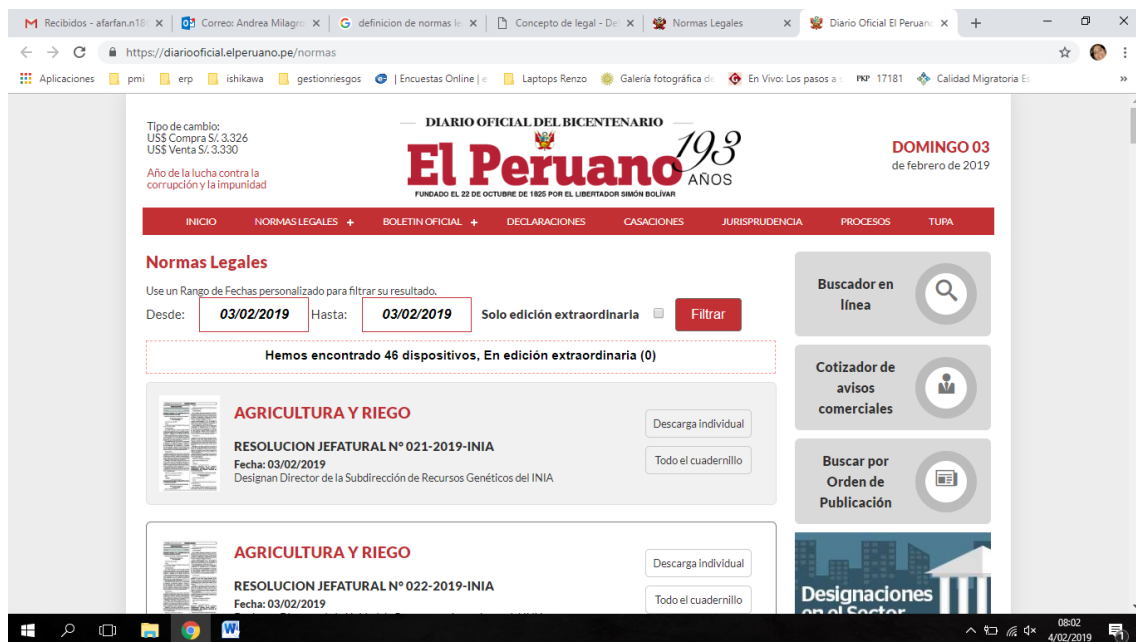 Recibidos - afarfan.n18
Correo: Andrea Milagro
definicion de normas le
Concepto de legal - De
Normas Legales
Diario Oficial El Peruano
https://diariooficial.elperuano.pe/normas
Aplicaciones
pmi
erp
ishikawa
gestionriesgos
| Encuestas Online | e
Laptops Renzo
Galería fotográfica de
En Vivo: Los pasos a s
PKP 17181
Calidad Migratoria Es
Tipo de cambio:
US$ Compra S/. 3.326
US$ Venta S/. 3.330
Año de la lucha contra la
corrupción y la impunidad
DIARIO OFICIAL DEL BICENTENARIO
El Peruano
193
AÑOS
FUNDADO EL 22 DE OCTUBRE DE 1825 POR EL LIBERTADOR SIMÓN BOLÍVAR
DOMINGO 03
de febrero de 2019
INICIO NORMAS LEGALES + BOLETIN OFICIAL + DECLARACIONES CASACIONES JURISPRUDENCIA PROCESOS TUPA
Normas Legales
Use un Rango de Fechas personalizado para filtrar su resultado.
Desde: 03/02/2019 Hasta: 03/02/2019 Solo edición extraordinaria Filtrar
Hemos encontrado 46 dispositivos, En edición extraordinaria (0)
AGRICULTURA Y RIEGO
RESOLUCION JEFATURAL N° 021-2019-INIA
Fecha: 03/02/2019
Designan Director de la Subdirección de Recursos Genéticos del INIA
Descarga individual
Todo el cuadernillo
AGRICULTURA Y RIEGO
RESOLUCION JEFATURAL N° 022-2019-INIA
Fecha: 03/02/2019
Descarga individual
Todo el cuadernillo
Buscador en
línea
Cotizador de
avisos
comerciales
Buscar por
Orden de
Publicación
Designaciones
en el Sector
08:02
4/02/2019